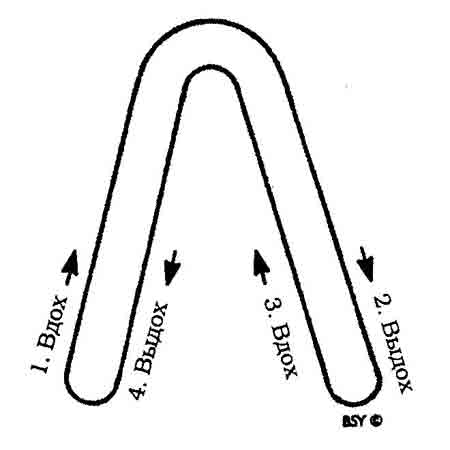 1. Вдох
2. Выдох
3. Вдох
4. Выдох
BSY ©